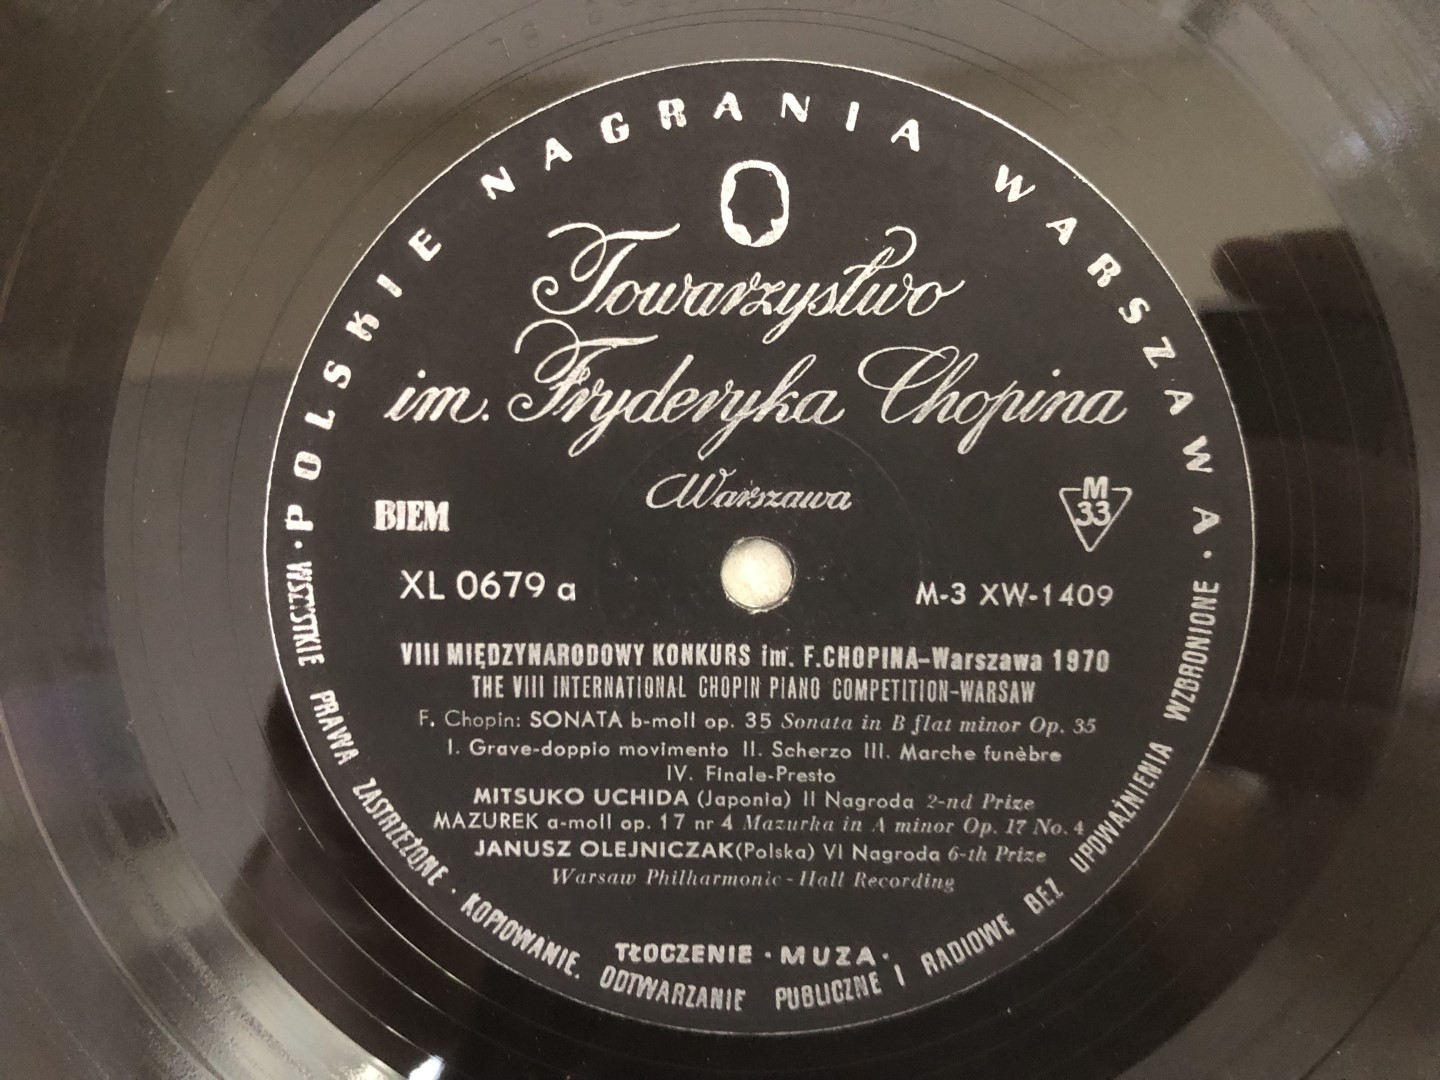 POLSKIE NAGRANIA WARSZAWA ·
Towarzystwo
im. Fryderyka Chopina
Warszawa
BIEM
M
33
XL 0679 a
M-3 XW-1409
VIII MIĘDZYNARODOWY KONKURS im. F.CHOPINA-Warszawa 1970
THE VIII INTERNATIONAL CHOPIN PIANO COMPETITION-WARSAW
F. Chopin: SONATA b-moll op. 35 Sonata in B flat minor Op. 35
I. Grave-doppio movimento II. Scherzo III. Marche funèbre
IV. Finale-Presto
MITSUKO UCHIDA (Japonia) II Nagroda 2-nd Prize
MAZUREK a-moll op. 17 nr 4 Mazurka in A minor Op. 17 No. 4
JANUSZ OLEJNICZAK(Polska) VI Nagroda 6-th Prize
Warsaw Philharmonic-Hall Recording
TŁOCZENIE · MUZA ·
WSZYSTKIE PRAWA ZASTRZEŻONE · KOPIOWANIE, ODTWARZANIE PUBLICZNE I RADIOWE BEZ UPOWAŻNIENIA WZBRONIONE